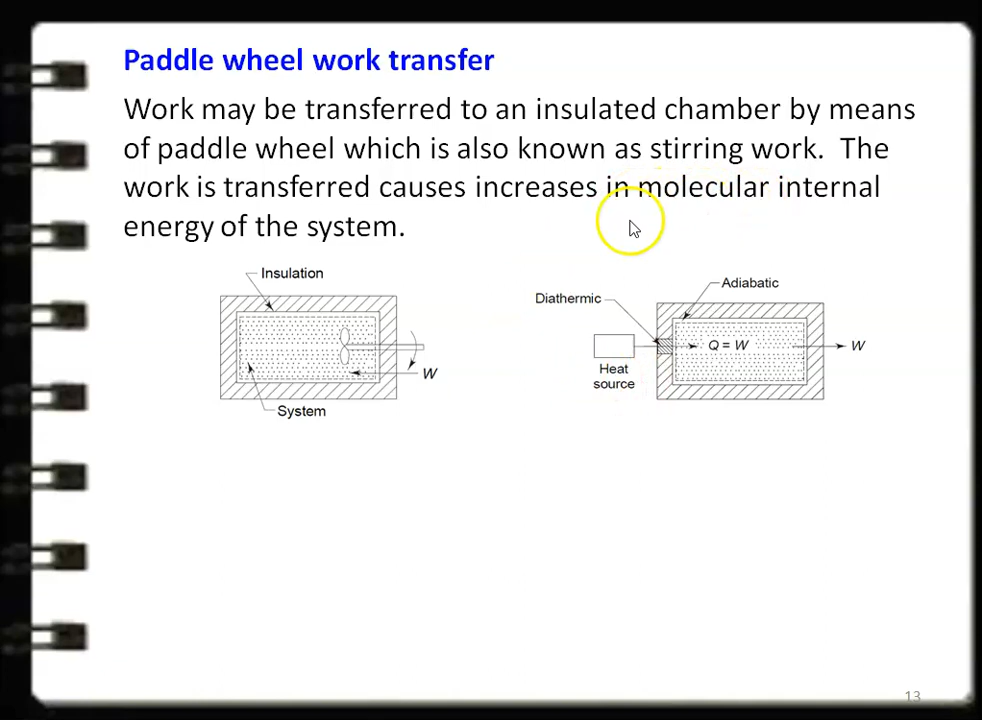 Paddle wheel work transfer
Work may be transferred to an insulated chamber by means
of paddle wheel which is also known as stirring work. The
work is transferred causes increases in molecular internal
energy of the system.
Insulation
W
System
Adiabatic
Diathermic
Q = W
W
Heat
source
13